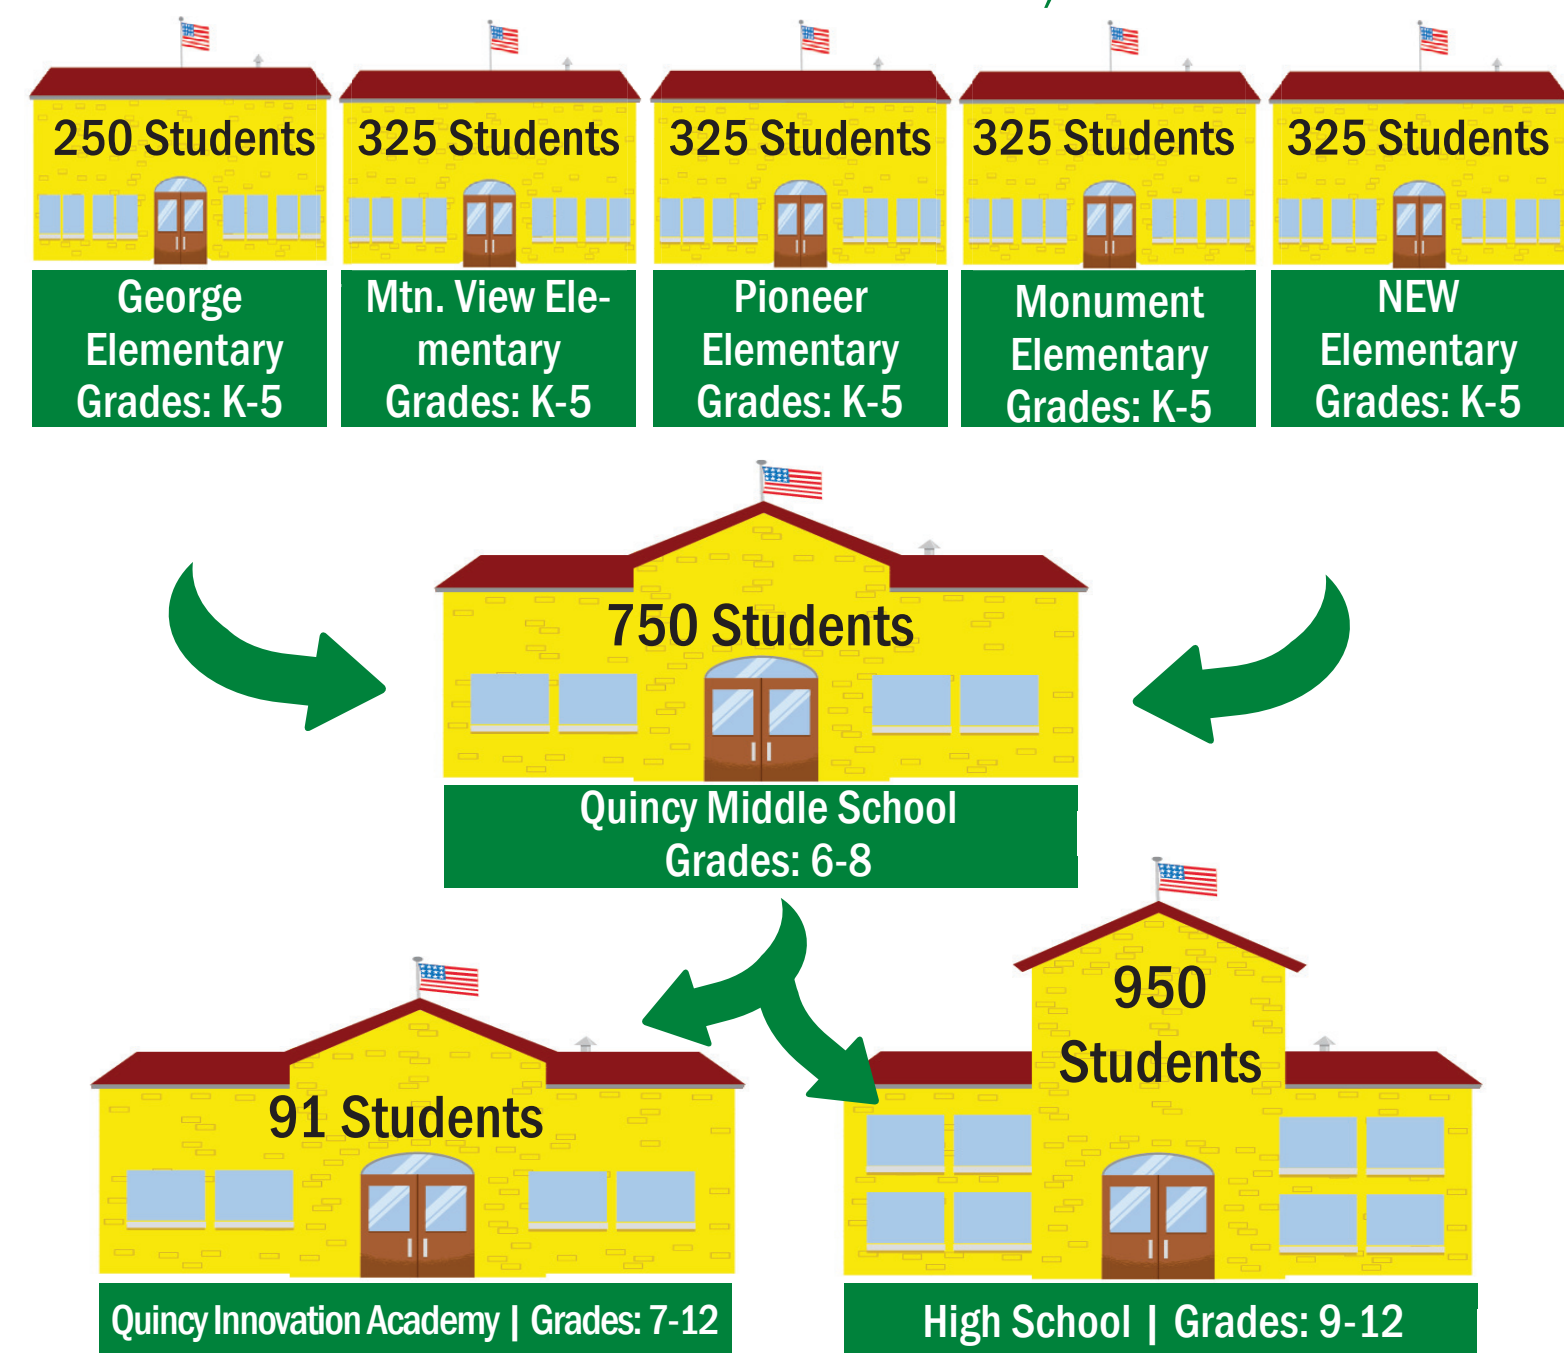 250 Students
325 Students
325 Students
325 Students
325 Students
George
Elementary
Grades: K-5
Mtn. View Ele-
mentary
Grades: K-5
Pioneer
Elementary
Grades: K-5
Monument
Elementary
Grades: K-5
NEW
Elementary
Grades: K-5
750 Students
Quincy Middle School
Grades: 6-8
91 Students
Quincy Innovation Academy | Grades: 7-12
950
Students
High School | Grades: 9-12